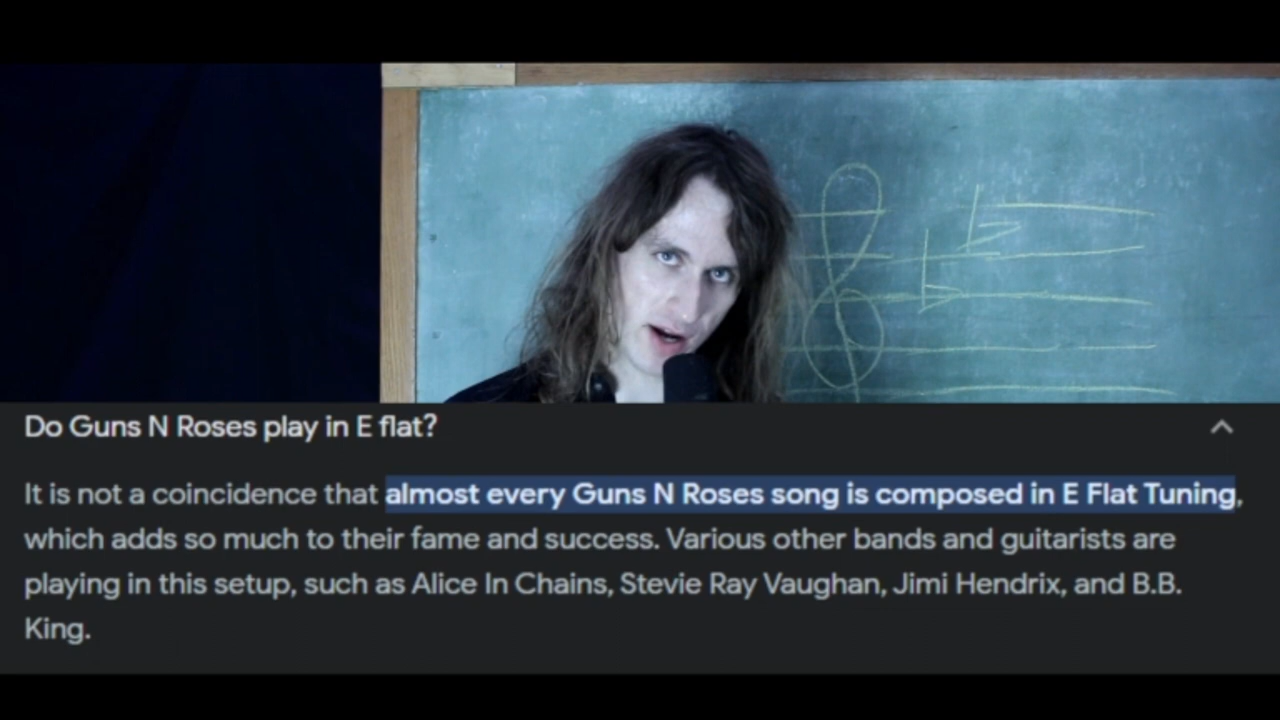 Do Guns N Roses play in E flat?
It is not a coincidence that almost every Guns N Roses song is composed in E Flat Tuning,
which adds so much to their fame and success. Various other bands and guitarists are
playing in this setup, such as Alice In Chains, Stevie Ray Vaughan, Jimi Hendrix, and B.B.
King.